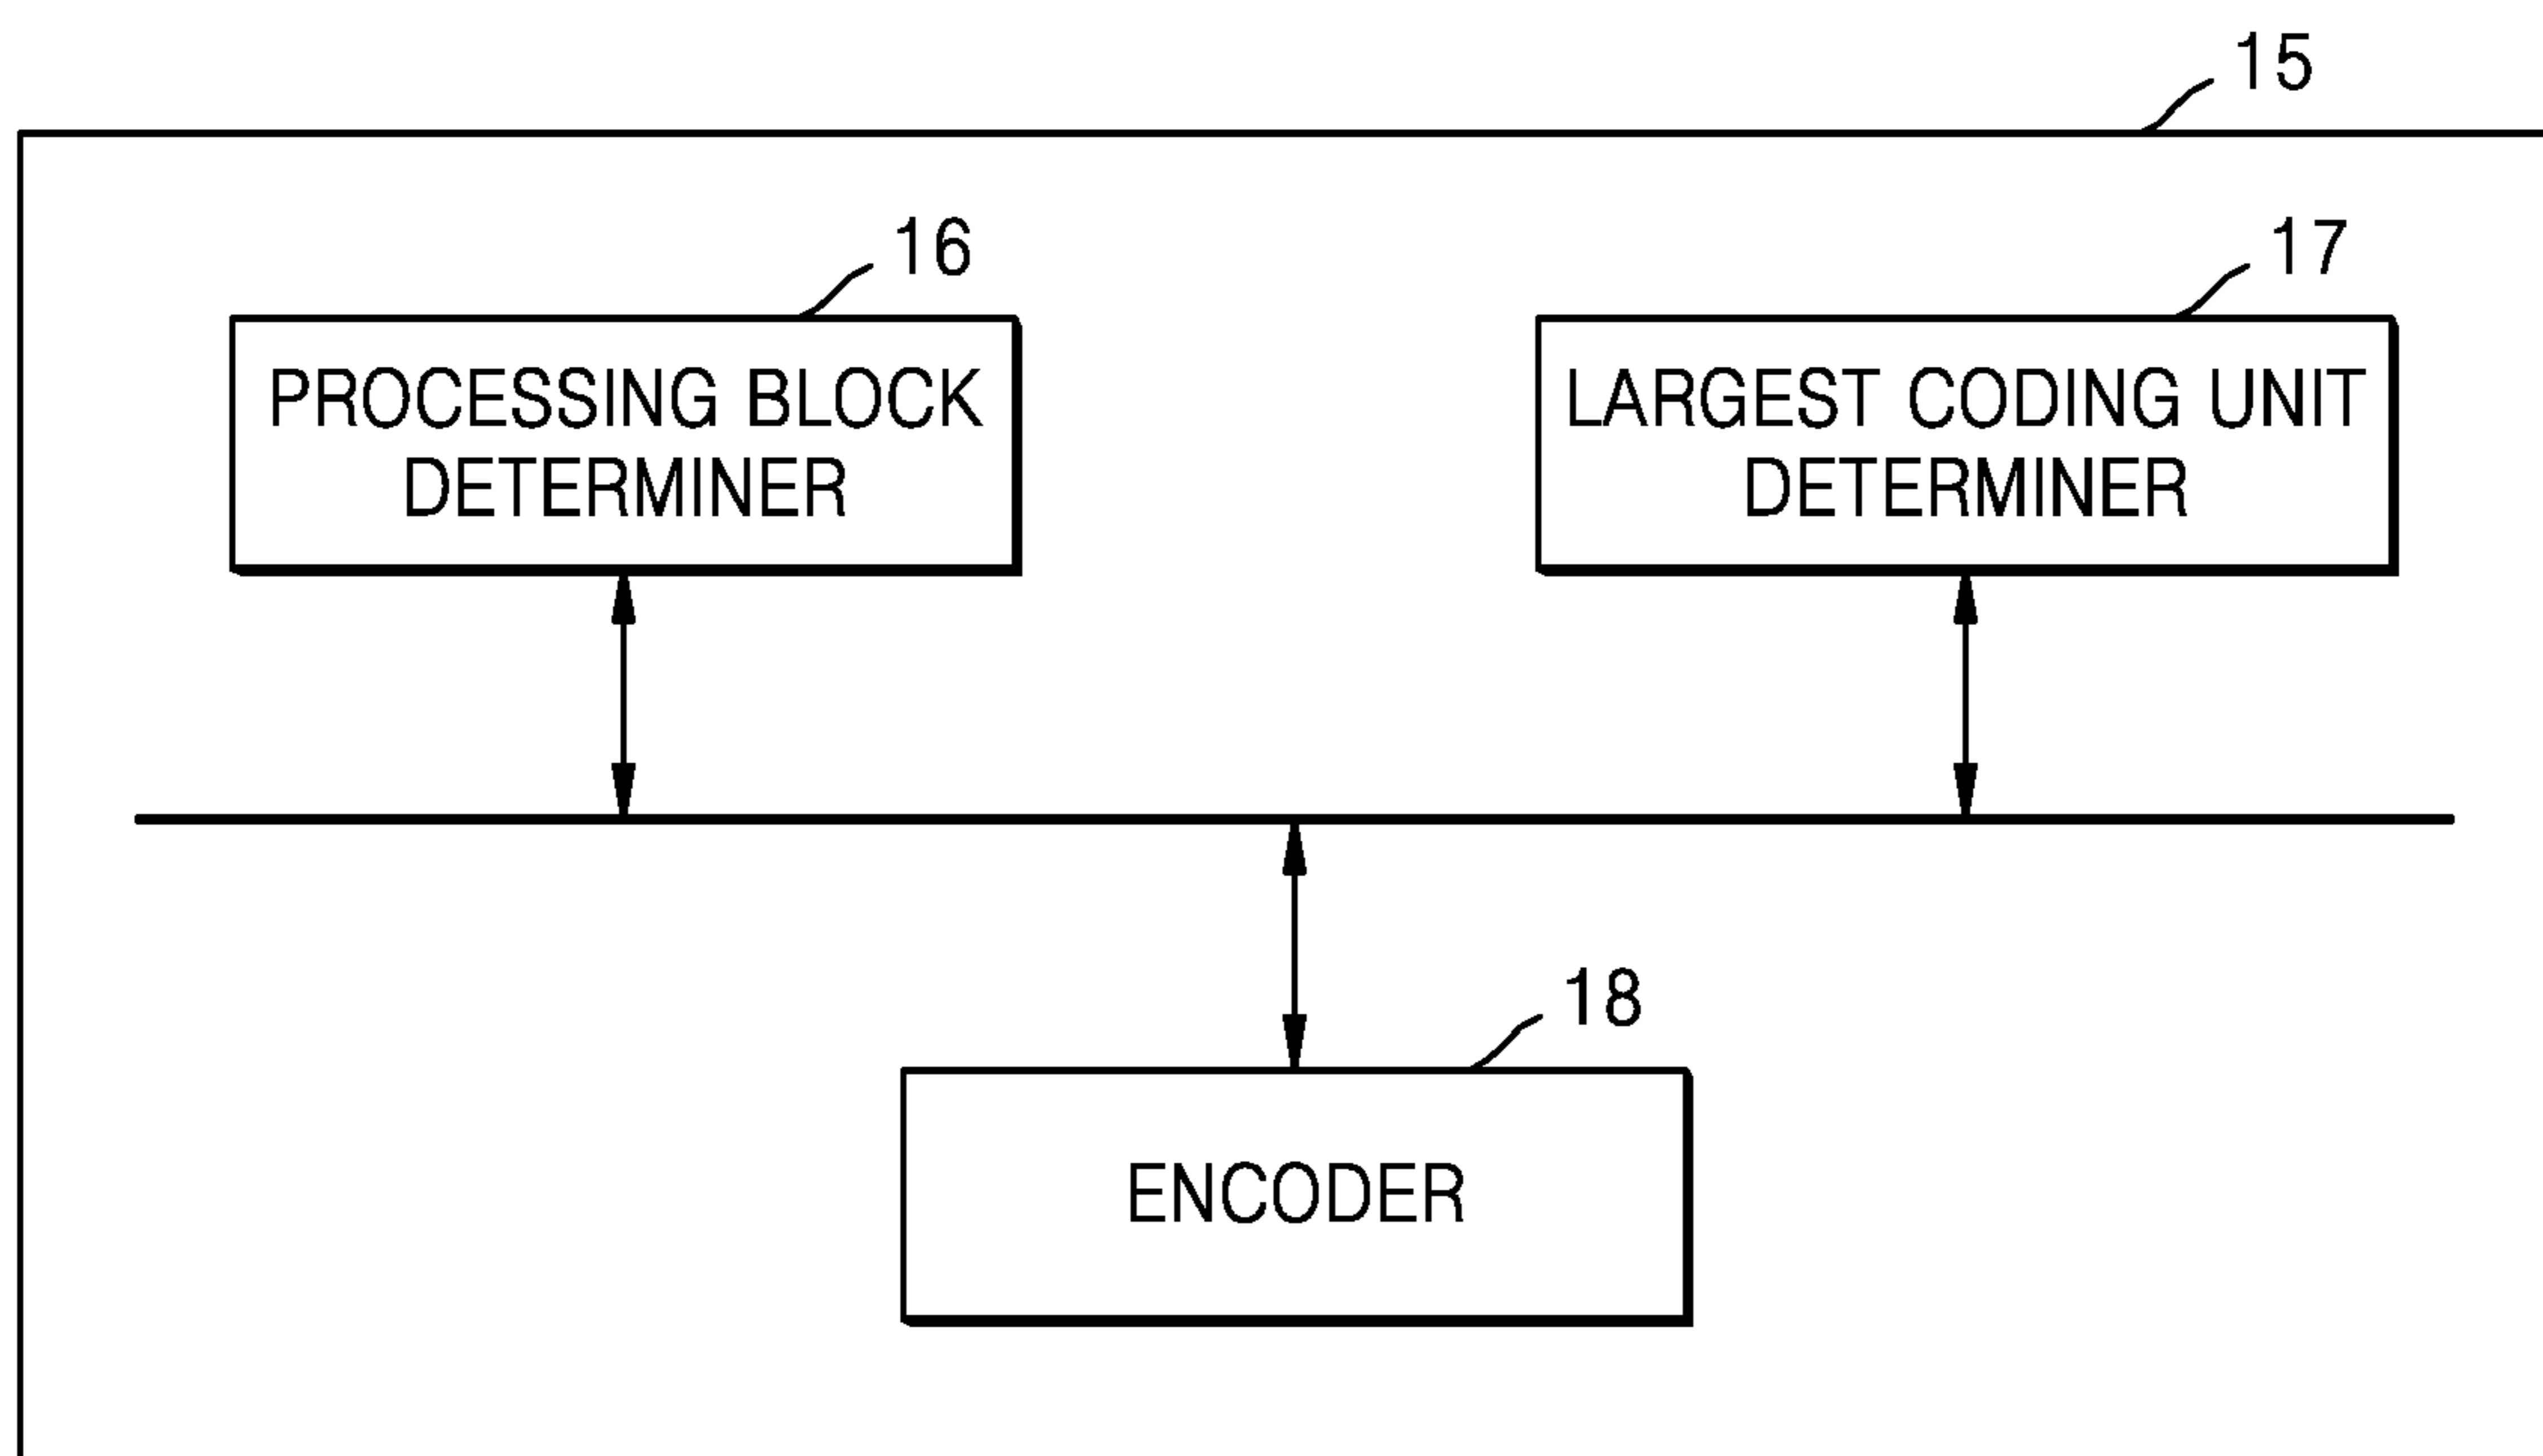 15
16
17
PROCESSING BLOCK
DETERMINER
LARGEST CODING UNIT
DETERMINER
18
ENCODER